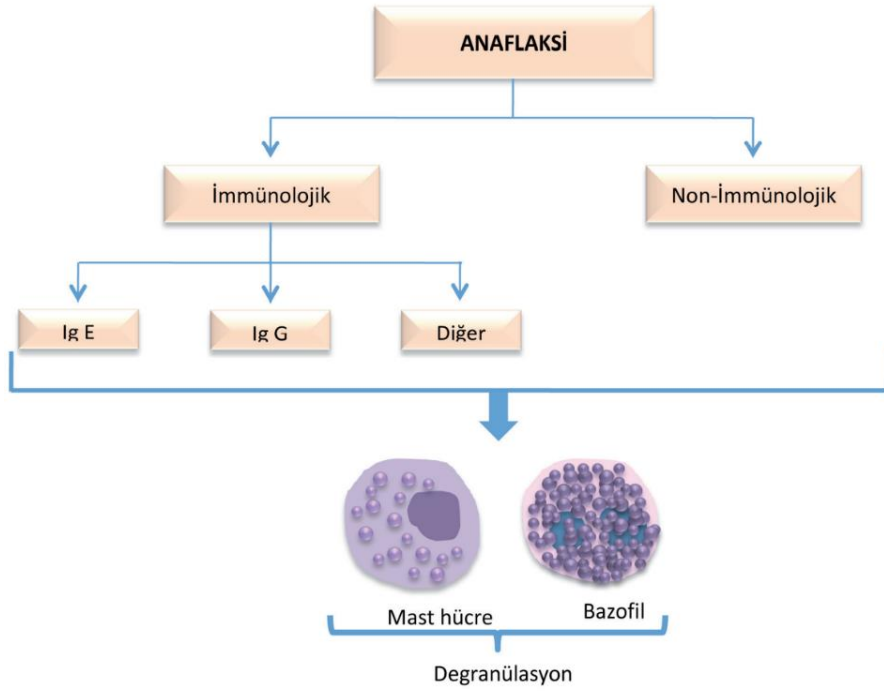 ANAFLAKSİ
İmmünolojik
Non-İmmünolojik
Ig E
Ig G
Diğer
Mast hücre
Bazofil
Degranülasyon